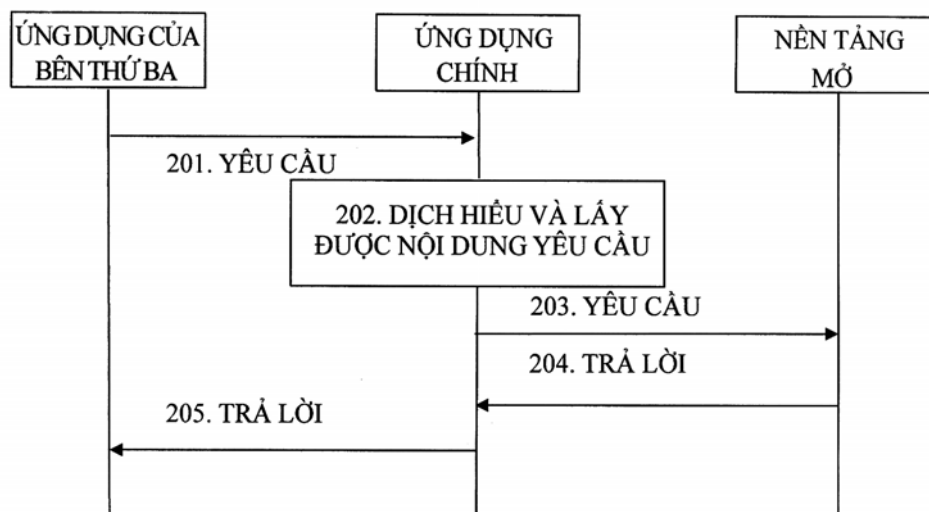 ỨNG DỤNG CỦA
BÊN THỨ BA
ỨNG DỤNG
CHÍNH
NỀN TẢNG
MỞ
201. YÊU CẦU
202. DỊCH HIỂU VÀ LẤY
ĐƯỢC NỘI DUNG YÊU CẦU
203. YÊU CẦU
204. TRẢ LỜI
205. TRẢ LỜI